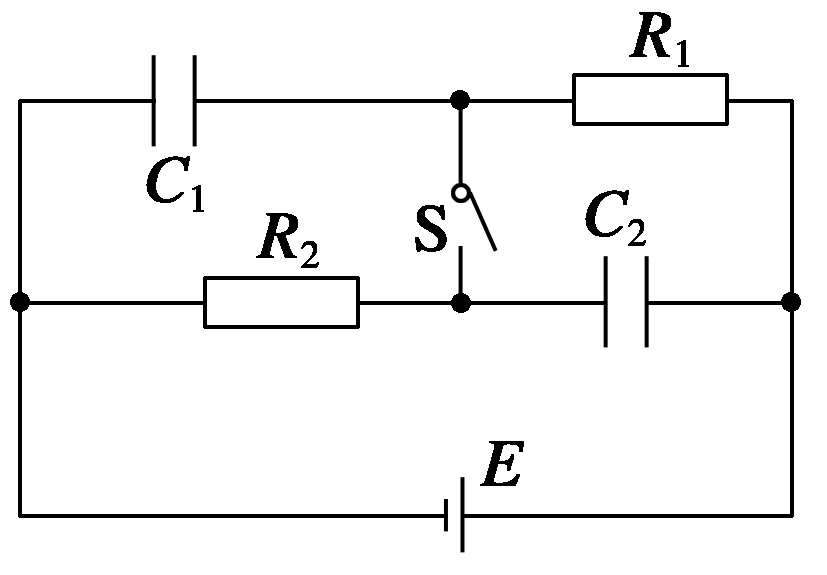 R₁
C₁
C₂
S
R₂
E